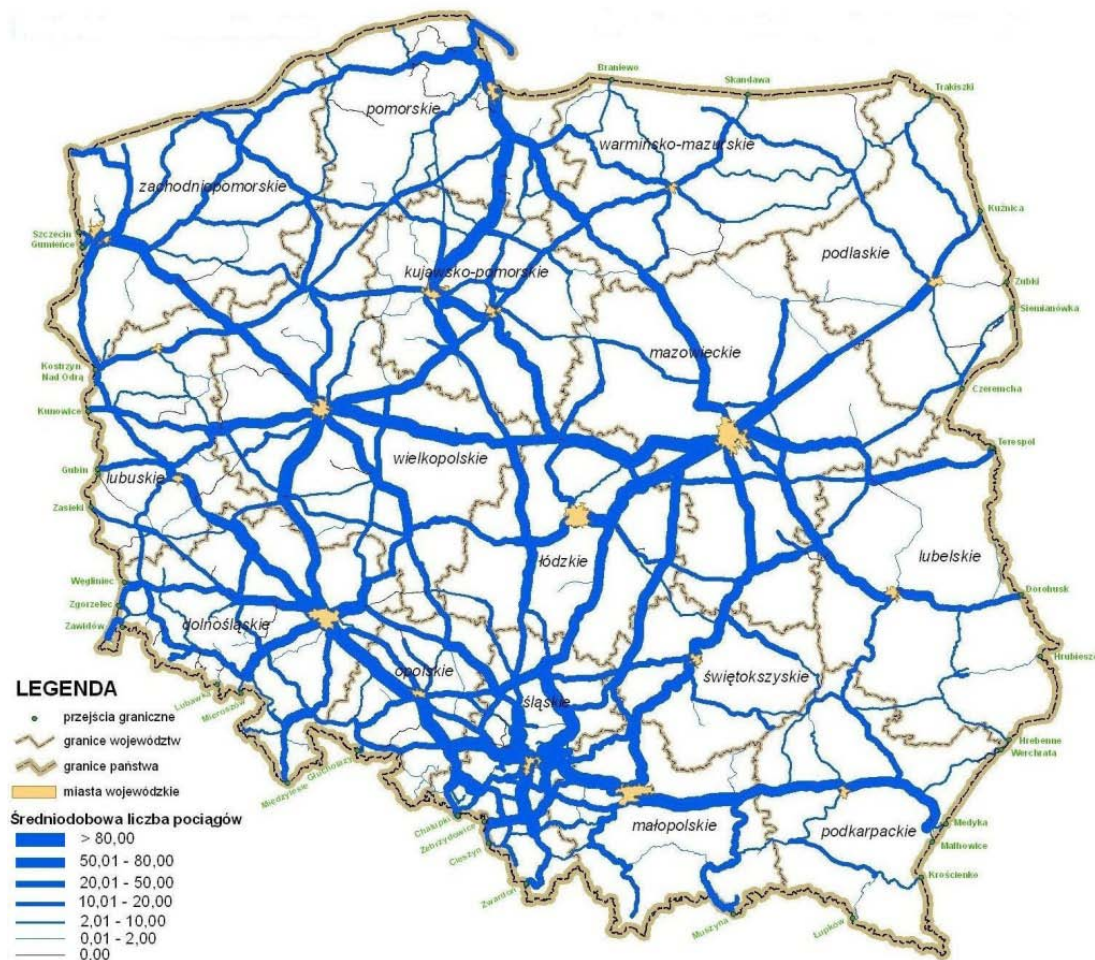 Braniewo
Skandawa
Trakiszki
pomorskie
warmińsko-mazurskie
zachodniopomorskie
Kuźnica
Szczecin
Gumieńce
podlaskie
kujawsko-pomorskie
Zubki
Siemianówka
mazowieckie
Kostrzyn
Nad Odrą
Czeremcha
Kunowice
Terespol
wielkopolskie
Gubin
lubuskie
Zasieki
łódzkie
lubelskie
Węgliniec
Dorohusk
Zgorzelec
dolnośląskie
Zawidów
Hrubieszów
opolskie
świętokszyskie
śląskie
Lubawka
Mieroszów
Hrebenne
Werchrata
Międzylesie
Głuchołazy
Chałupki
Zebrzydowice
Cieszyn
małopolskie
podkarpackie
Medyka
Malhowice
Zwardoń
Krościenko
Muszyna
Łupków
LEGENDA
przejścia graniczne
granice województw
granice państwa
miasta wojewódzkie
Średniodobowa liczba pociągów
> 80,00
50,01 - 80,00
20,01 - 50,00
10,01 - 20,00
2,01 - 10,00
0,01 - 2,00
0,00